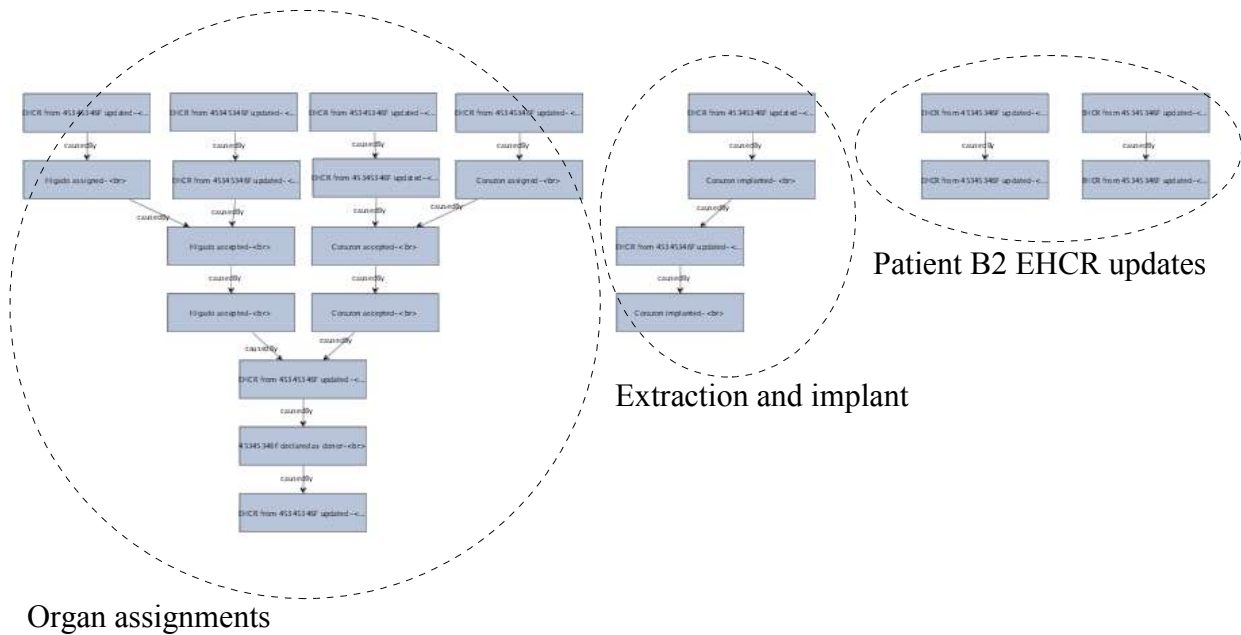 EHCR from 45345346F updated-<...
EHCR from 45345346F updated-<...
EHCR from 45345346F updated-<...
EHCR from 45345346F updated-<...
EHCR from 45345346F updated-<...
EHCR from 45345346F updated-<...
EHCR from 45345346F updated-<...
causedBy
causedBy
causedBy
causedBy
causedBy
causedBy
causedBy
Higado assigned-<br>
EHCR from 45345346F updated-<...
EHCR from 45345346F updated-<...
Corazon assigned-<br>
Corazon implanted-<br>
EHCR from 45345346F updated-<...
EHCR from 45345346F updated-<...
causedBy
causedBy
causedBy
causedBy
causedBy
Higado accepted-<br>
Corazon accepted-<br>
EHCR from 45345346F updated-<...
Patient B2 EHCR updates
causedBy
causedBy
causedBy
Higado accepted-<br>
Corazon accepted-<br>
Corazon implanted-<br>
causedBy
causedBy
EHCR from 45345346F updated-<...
Extraction and implant
causedBy
45345346F declared as donor-<br>
causedBy
EHCR from 45345346F updated-<...
Organ assignments